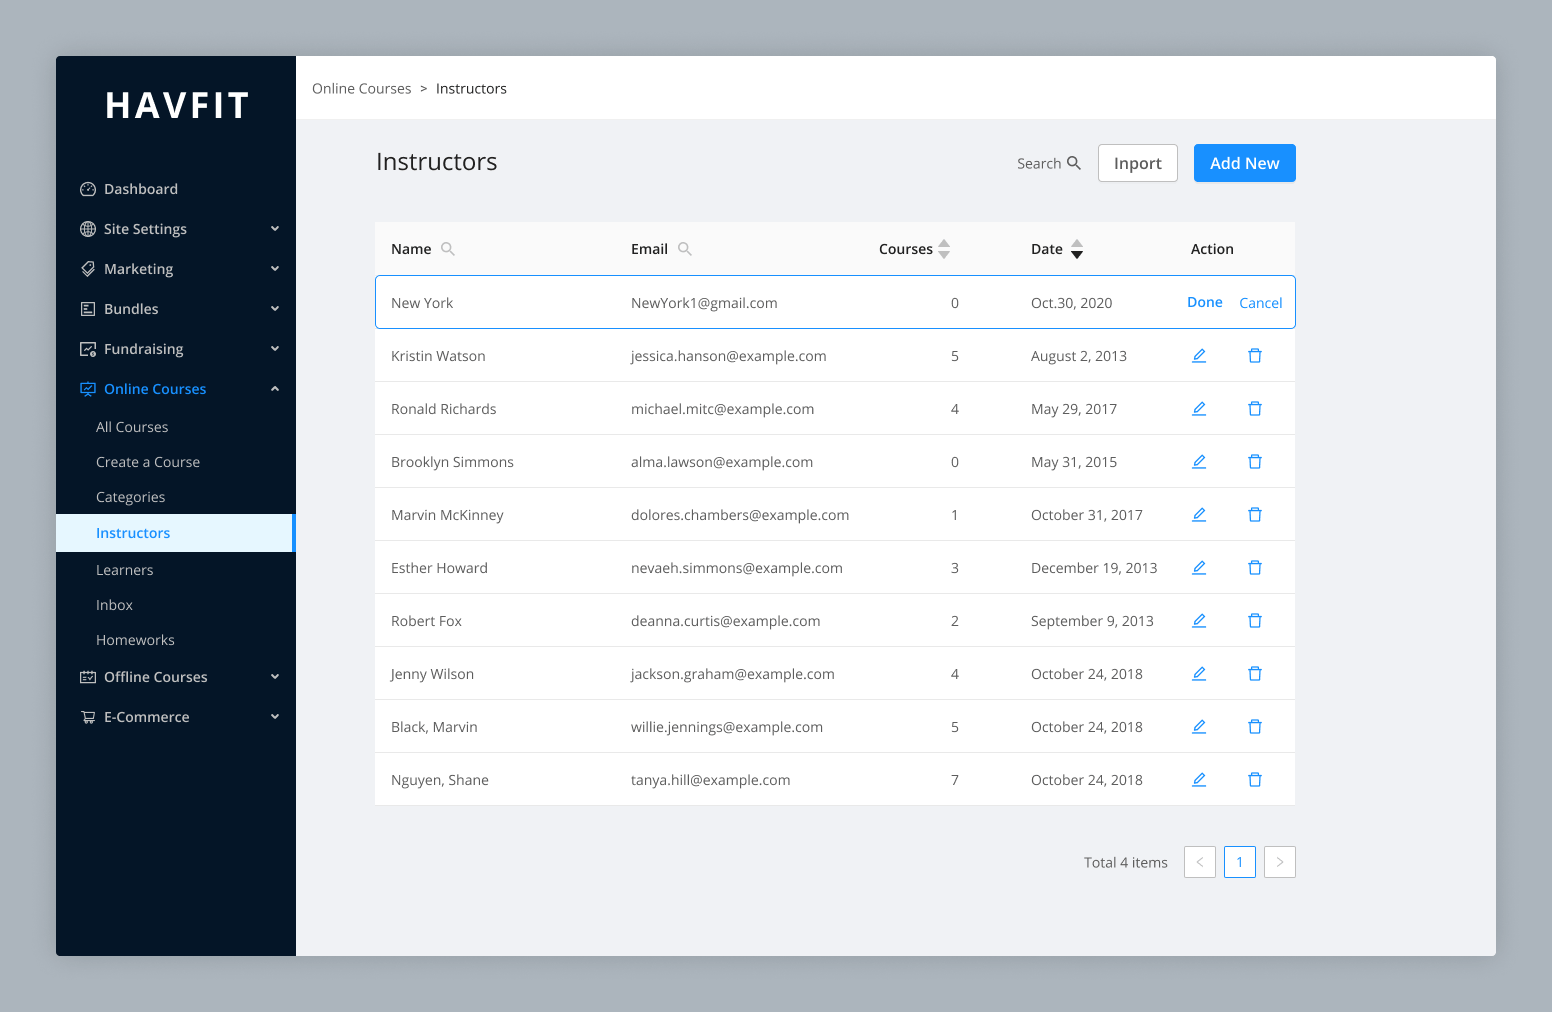 HAVFIT
Dashboard
Site Settings
Marketing
Bundles
Fundraising
Online Courses
All Courses
Create a Course
Categories
Instructors
Learners
Inbox
Homeworks
Offline Courses
E-Commerce
Online Courses > Instructors
Instructors
Search Inport Add New
Name Email Courses Date Action
New York NewYork1@gmail.com 0 Oct.30, 2020 Done Cancel
Kristin Watson jessica.hanson@example.com 5 August 2, 2013
Ronald Richards michael.mitc@example.com 4 May 29, 2017
Brooklyn Simmons alma.lawson@example.com 0 May 31, 2015
Marvin McKinney dolores.chambers@example.com 1 October 31, 2017
Esther Howard nevaeh.simmons@example.com 3 December 19, 2013
Robert Fox deanna.curtis@example.com 2 September 9, 2013
Jenny Wilson jackson.graham@example.com 4 October 24, 2018
Black, Marvin willie.jennings@example.com 5 October 24, 2018
Nguyen, Shane tanya.hill@example.com 7 October 24, 2018
Total 4 items < 1 >